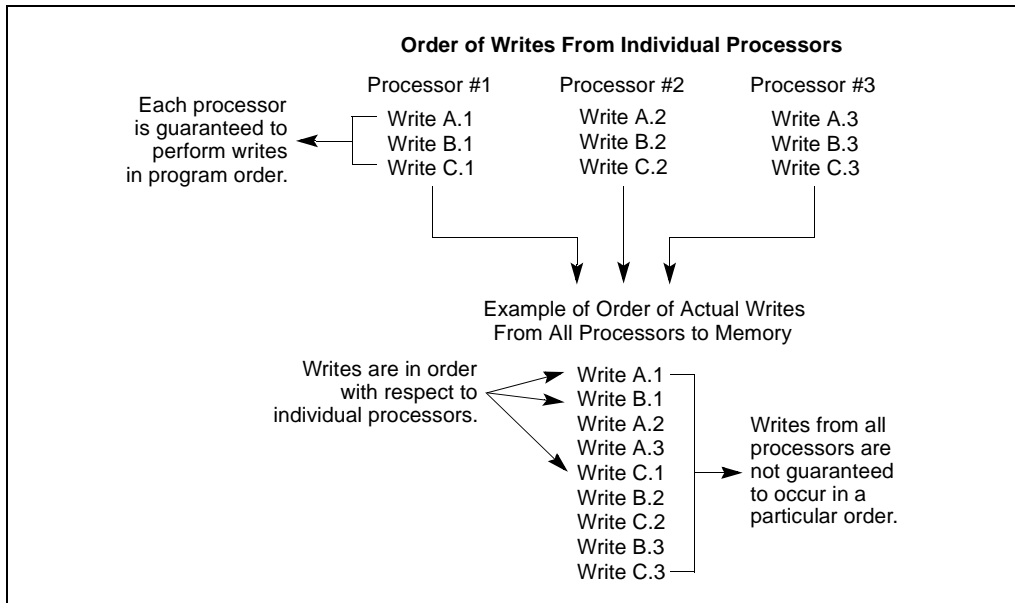 Order of Writes From Individual Processors
Processor #1
Processor #2
Processor #3
Each processor
is guaranteed to
perform writes
in program order.
Write A.1
Write B.1
Write C.1
Write A.2
Write B.2
Write C.2
Write A.3
Write B.3
Write C.3
Example of Order of Actual Writes
From All Processors to Memory
Writes are in order
with respect to
individual processors.
Write A.1
Write B.1
Write A.2
Write A.3
Write C.1
Write B.2
Write C.2
Write B.3
Write C.3
Writes from all
processors are
not guaranteed
to occur in a
particular order.